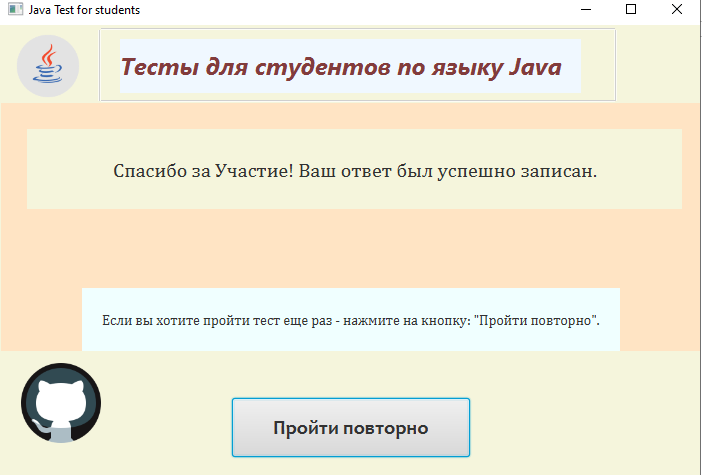 Java Test for students
Тесты для студентов по языку Java
Спасибо за Участие! Ваш ответ был успешно записан.
Если вы хотите пройти тест еще раз - нажмите на кнопку: "Пройти повторно".
Пройти повторно